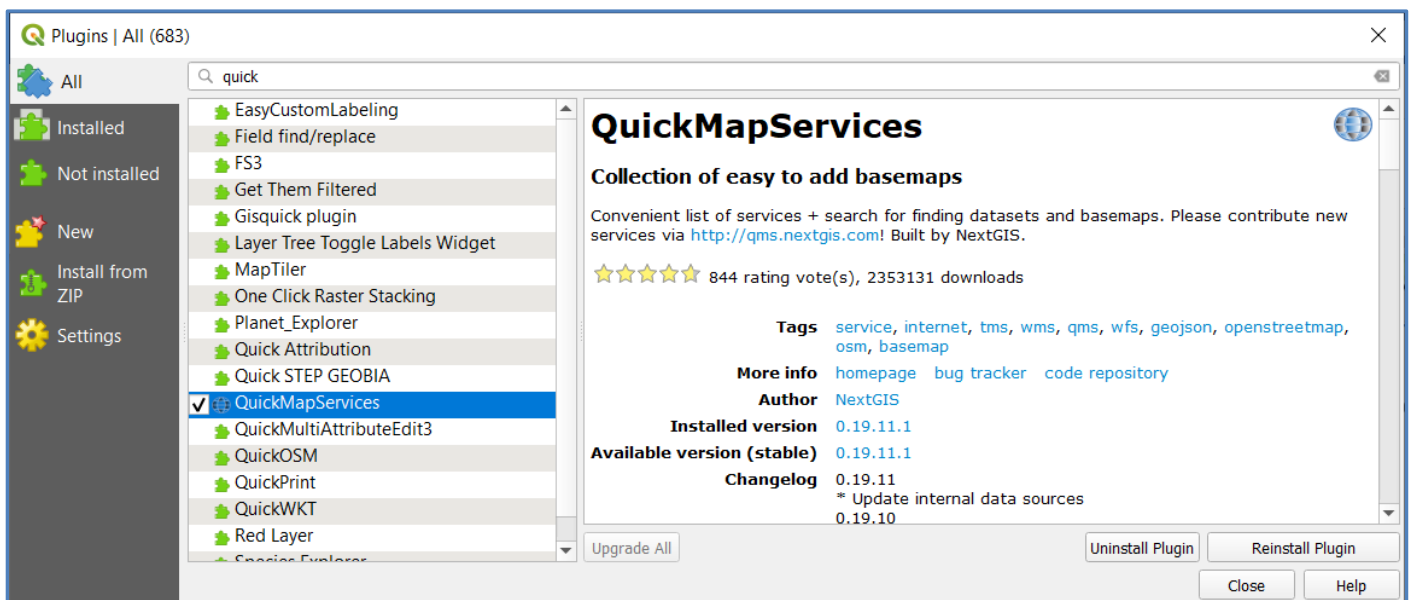 Plugins | All (683)
All
Installed
Not installed
New
Install from
ZIP
Settings
quick
EasyCustomLabeling
Field find/replace
FS3
Get Them Filtered
Gisquick plugin
Layer Tree Toggle Labels Widget
MapTiler
One Click Raster Stacking
Planet_Explorer
Quick Attribution
Quick STEP GEOBIA
QuickMapServices
QuickMultiAttributeEdit3
QuickOSM
QuickPrint
QuickWKT
Red Layer
Species Explorer
QuickMapServices
Collection of easy to add basemaps
Convenient list of services + search for finding datasets and basemaps. Please contribute new
services via http://qms.nextgis.com! Built by NextGIS.
844 rating vote(s), 2353131 downloads
Tags service, internet, tms, wms, qms, wfs, geojson, openstreetmap,
osm, basemap
More info homepage bug tracker code repository
Author NextGIS
Installed version 0.19.11.1
Available version (stable) 0.19.11.1
Changelog 0.19.11
* Update internal data sources
0.19.10
Upgrade All
Uninstall Plugin
Reinstall Plugin
Close
Help